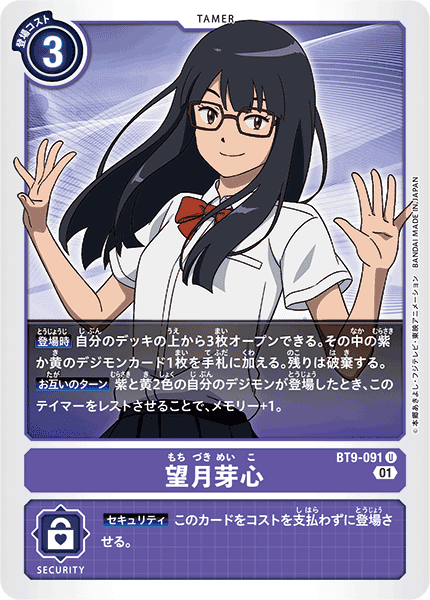 TAMER
登場コスト
3
登場時 自分のデッキの上から3枚オープンできる。その中の紫
か黄のデジモンカード1枚を手札に加える。残りは破棄する。
お互いのターン 紫と黄2色の自分のデジモンが登場したとき、この
テイマーをレストさせることで、メモリー+1。
©本郷あきよし・フジテレビ・東映アニメーション BANDAI MADE IN JAPAN
BT9-091 U
01
もちづきめいこ
望月芽心
セキュリティ このカードをコストを支払わずに登場さ
せる。
SECURITY